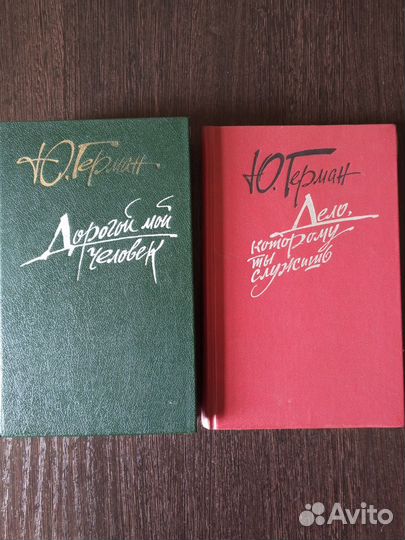 Ю. Герман
Дорогой мой
человек
Ю. Герман
Дело,
которому
ты
служишь
Avito